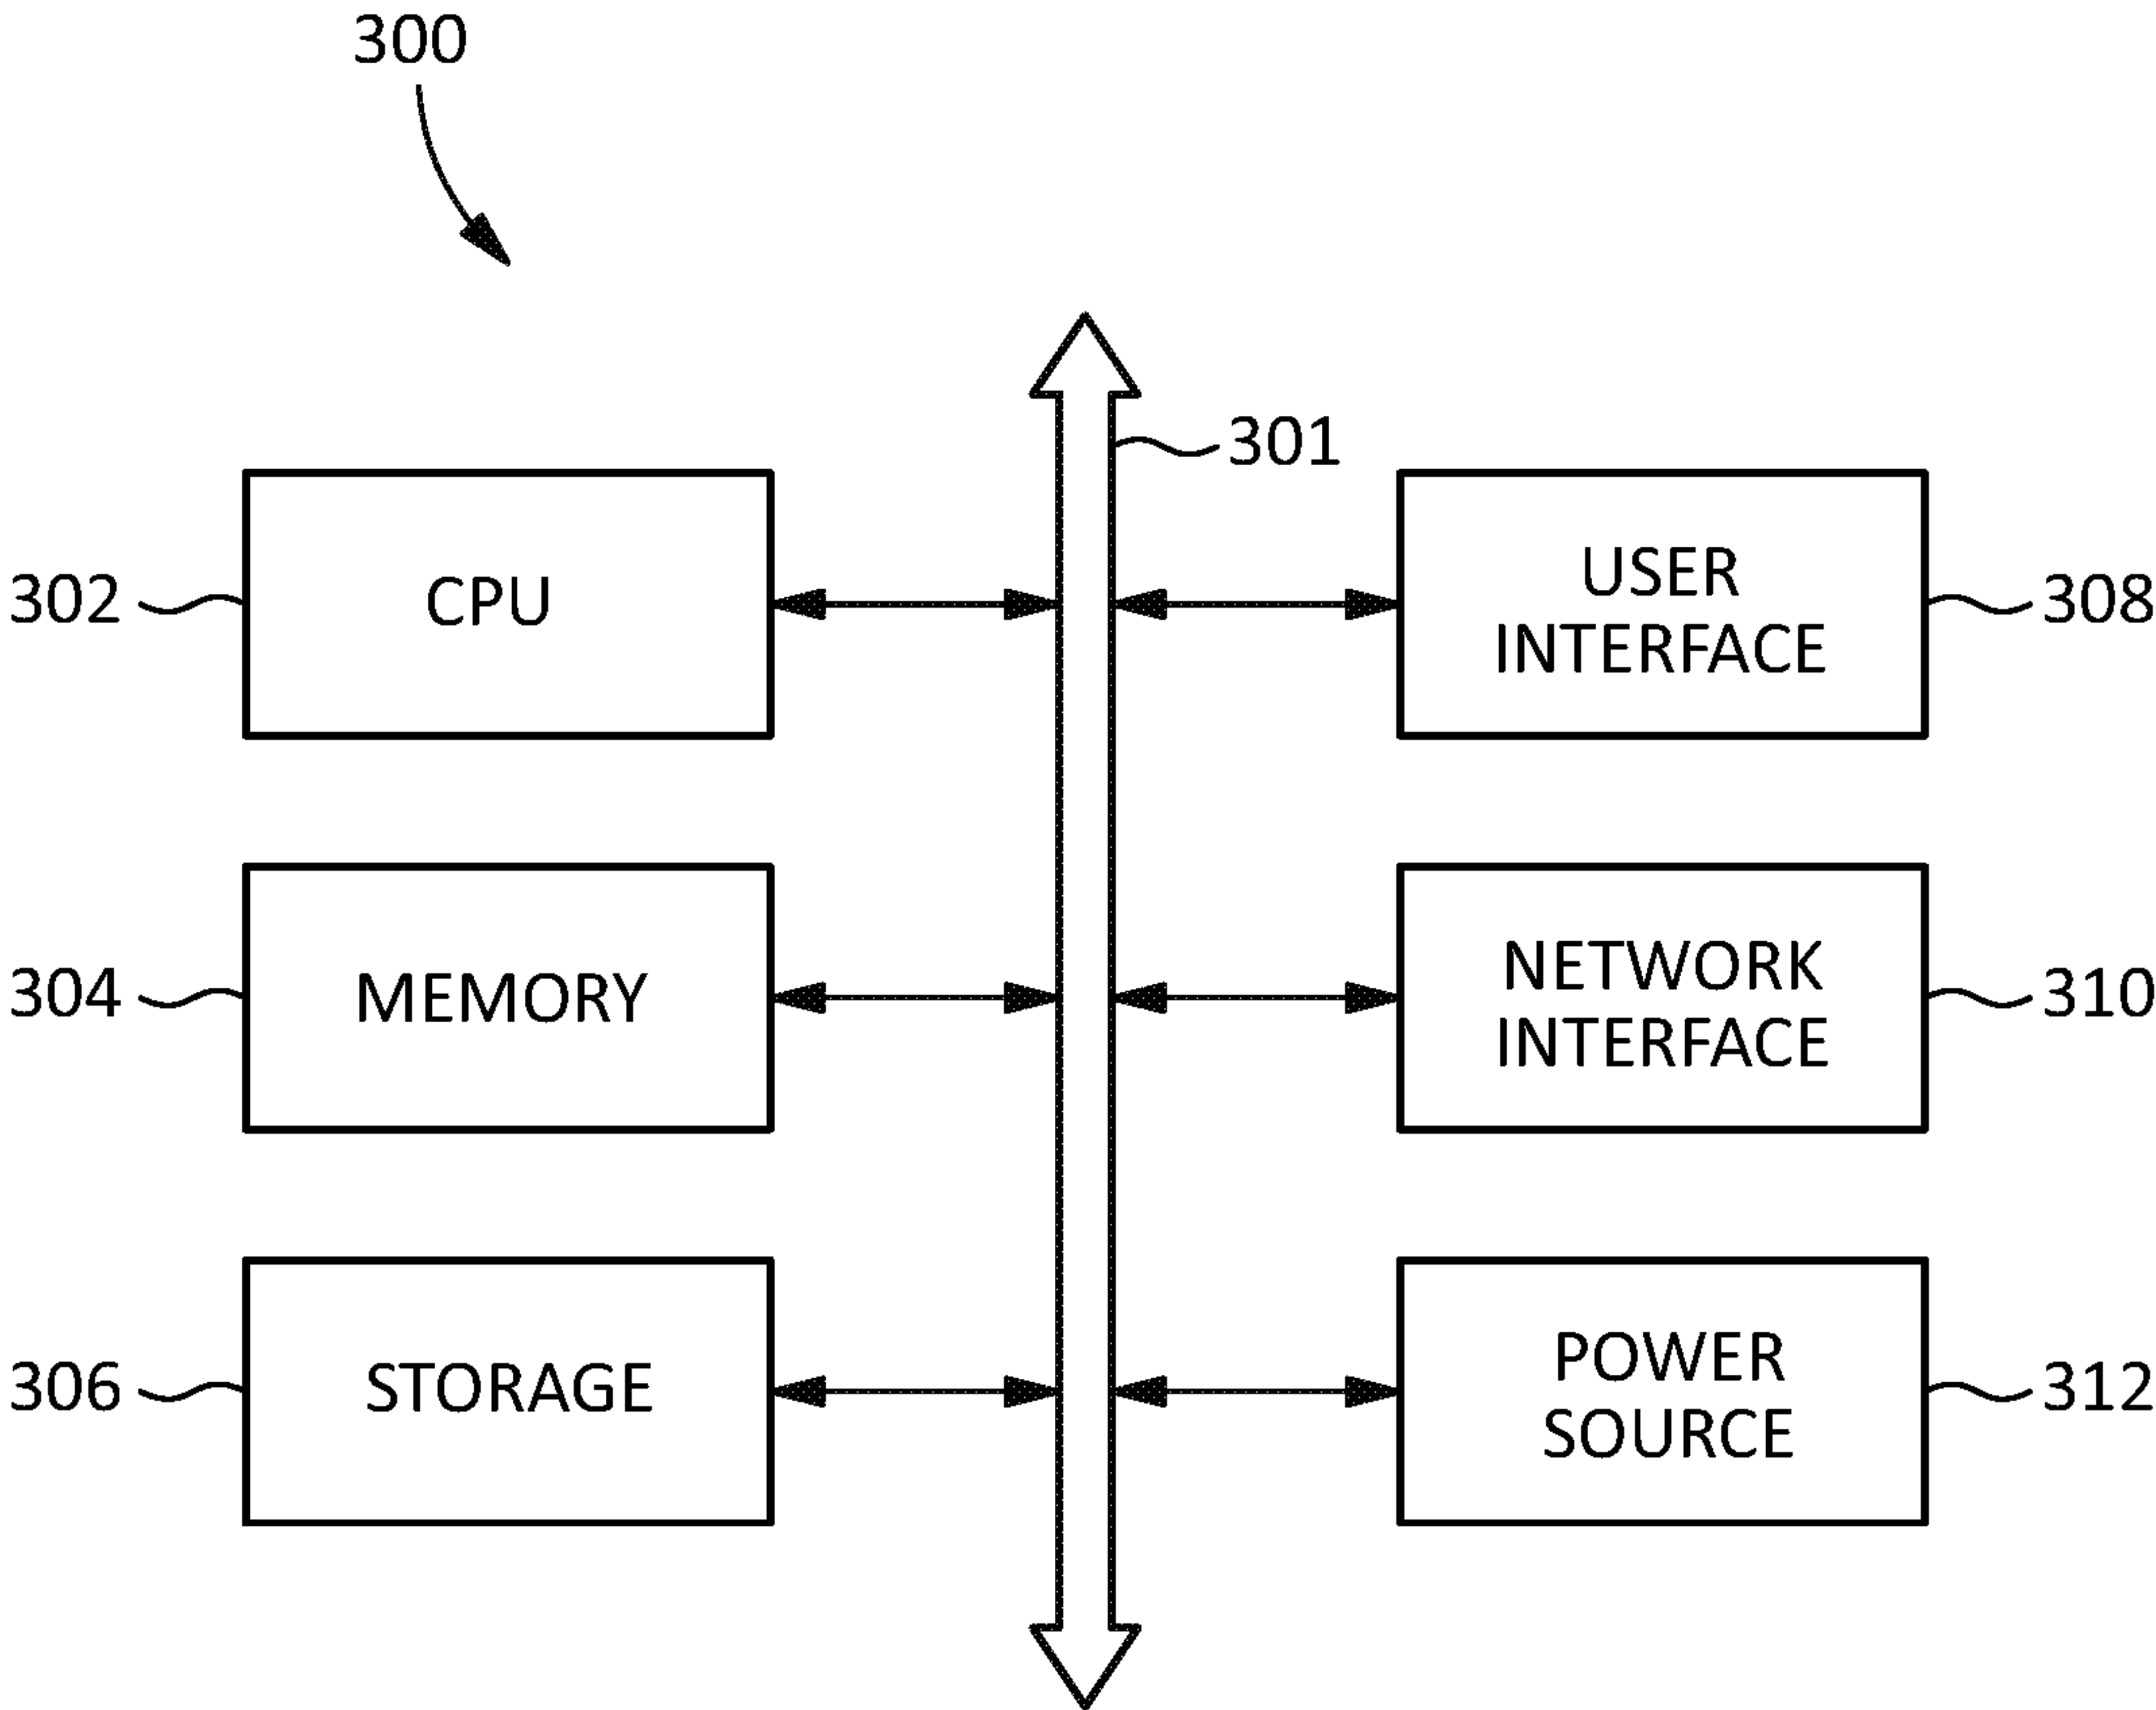 300
301
302
CPU
USER
INTERFACE
308
304
MEMORY
NETWORK
INTERFACE
310
306
STORAGE
POWER
SOURCE
312